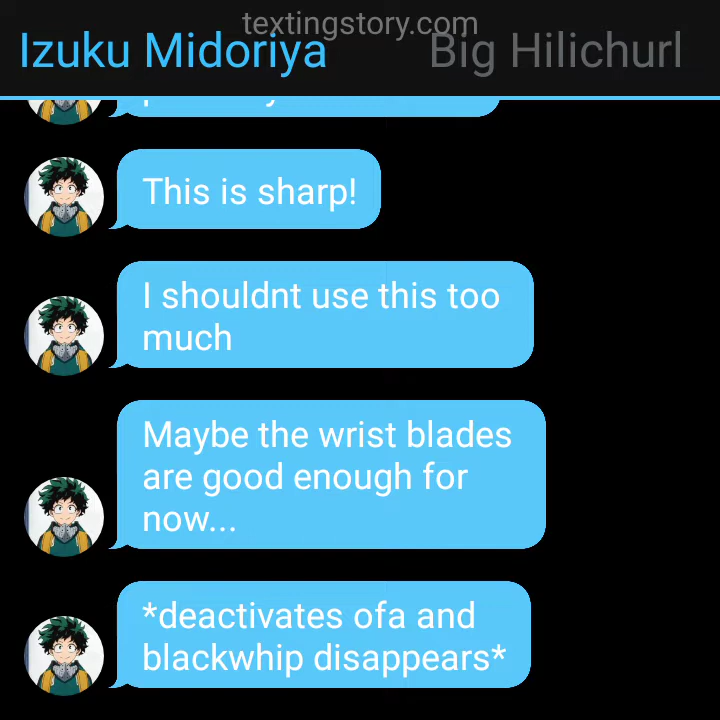 textingstory.com
Izuku Midoriya Big Hilichurl
This is sharp!
I shouldnt use this too
much
Maybe the wrist blades
are good enough for
now...
*deactivates ofa and
blackwhip disappears*